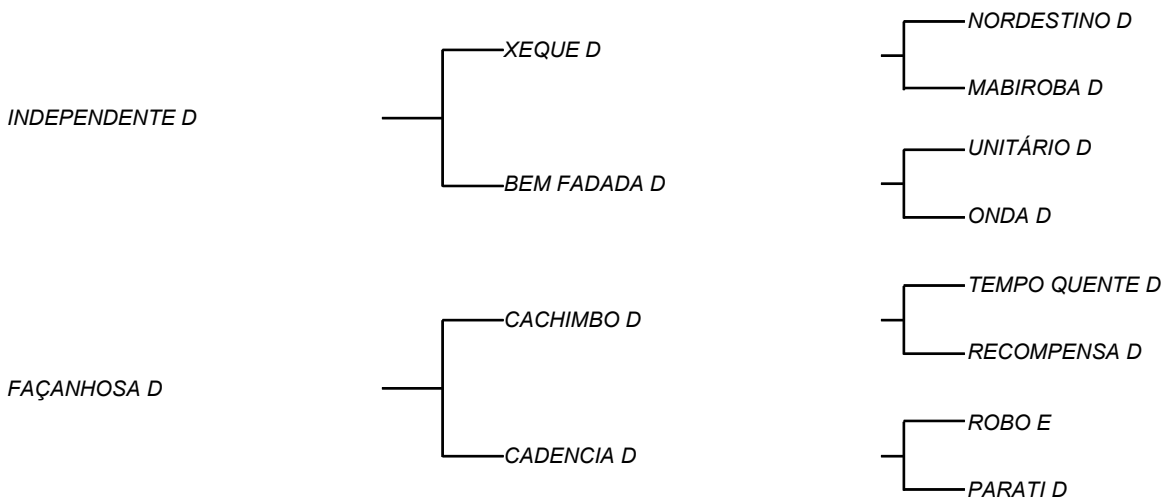 NORDESTINO D
XEQUE D
MABIROBA D
INDEPENDENTE D
UNITÁRIO D
BEM FADADA D
ONDA D
TEMPO QUENTE D
CACHIMBO D
RECOMPENSA D
FAÇANHOSA D
ROBO E
CADENCIA D
PARATI D